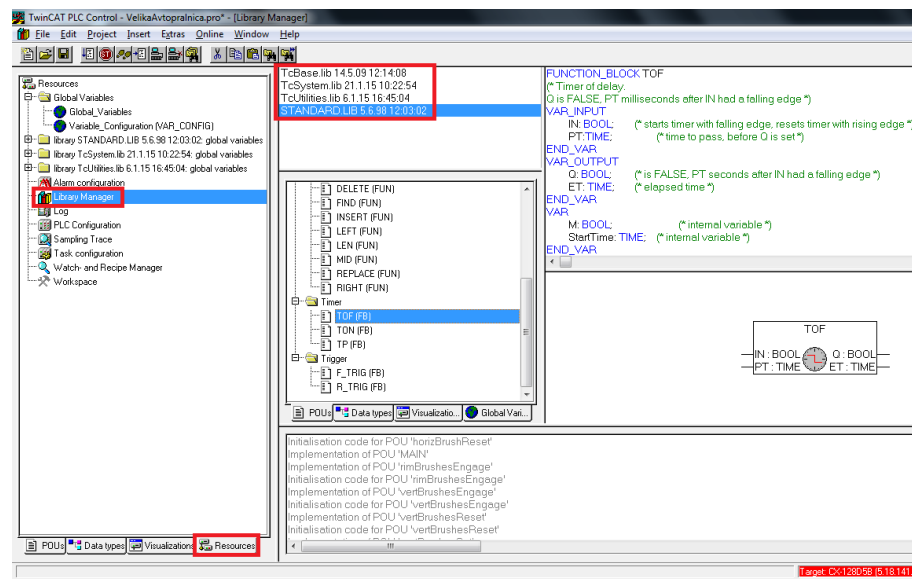 TwinCAT PLC Control - VelikaAvtopralnica.pro* - [Library Manager]
File Edit Project Insert Extras Online Window Help
Resources
Global Variables
Global_Variables
Variable_Configuration (VAR_CONFIG)
library STANDARD.LIB 5.6.98 12:03:02: global variables
library TcSystem.lib 21.1.15 10:22:54: global variables
library TcUtilities.lib 6.1.15 16:45:04: global variables
Alarm configuration
Library Manager
Log
PLC Configuration
Sampling Trace
Task configuration
Watch- and Recipe Manager
Workspace
POUs Data types Visualizations Resources
TcBase.lib 14.5.09 12:14:08
TcSystem.lib 21.1.15 10:22:54
TcUtilities.lib 6.1.15 16:45:04
STANDARD.LIB 5.6.98 12:03:02
DELETE (FUN)
FIND (FUN)
INSERT (FUN)
LEFT (FUN)
LEN (FUN)
MID (FUN)
REPLACE (FUN)
RIGHT (FUN)
Timer
TOF (FB)
TON (FB)
TP (FB)
Trigger
F_TRIG (FB)
R_TRIG (FB)
POUs Data types Visualizatio... Global Vari...
FUNCTION_BLOCK TOF
(* Timer of delay.
Q is FALSE, PT milliseconds after IN had a falling edge *)
VAR_INPUT
IN: BOOL; (* starts timer with falling edge, resets timer with rising edge *)
PT:TIME; (* time to pass, before Q is set *)
END_VAR
VAR_OUTPUT
Q: BOOL; (* is FALSE, PT seconds after IN had a falling edge *)
ET: TIME; (* elapsed time *)
END_VAR
VAR
M: BOOL; (* internal variable *)
StartTime: TIME; (* internal variable *)
END_VAR
TOF
IN : BOOL Q : BOOL
PT : TIME ET : TIME
Initialisation code for POU 'horizBrushReset'
Implementation of POU 'MAIN'
Implementation of POU 'rimBrushesEngage'
Initialisation code for POU 'rimBrushesEngage'
Implementation of POU 'vertBrushesEngage'
Initialisation code for POU 'vertBrushesEngage'
Implementation of POU 'vertBrushesReset'
Initialisation code for POU 'vertBrushesReset'
Target: CX-128D5B (5.18.141